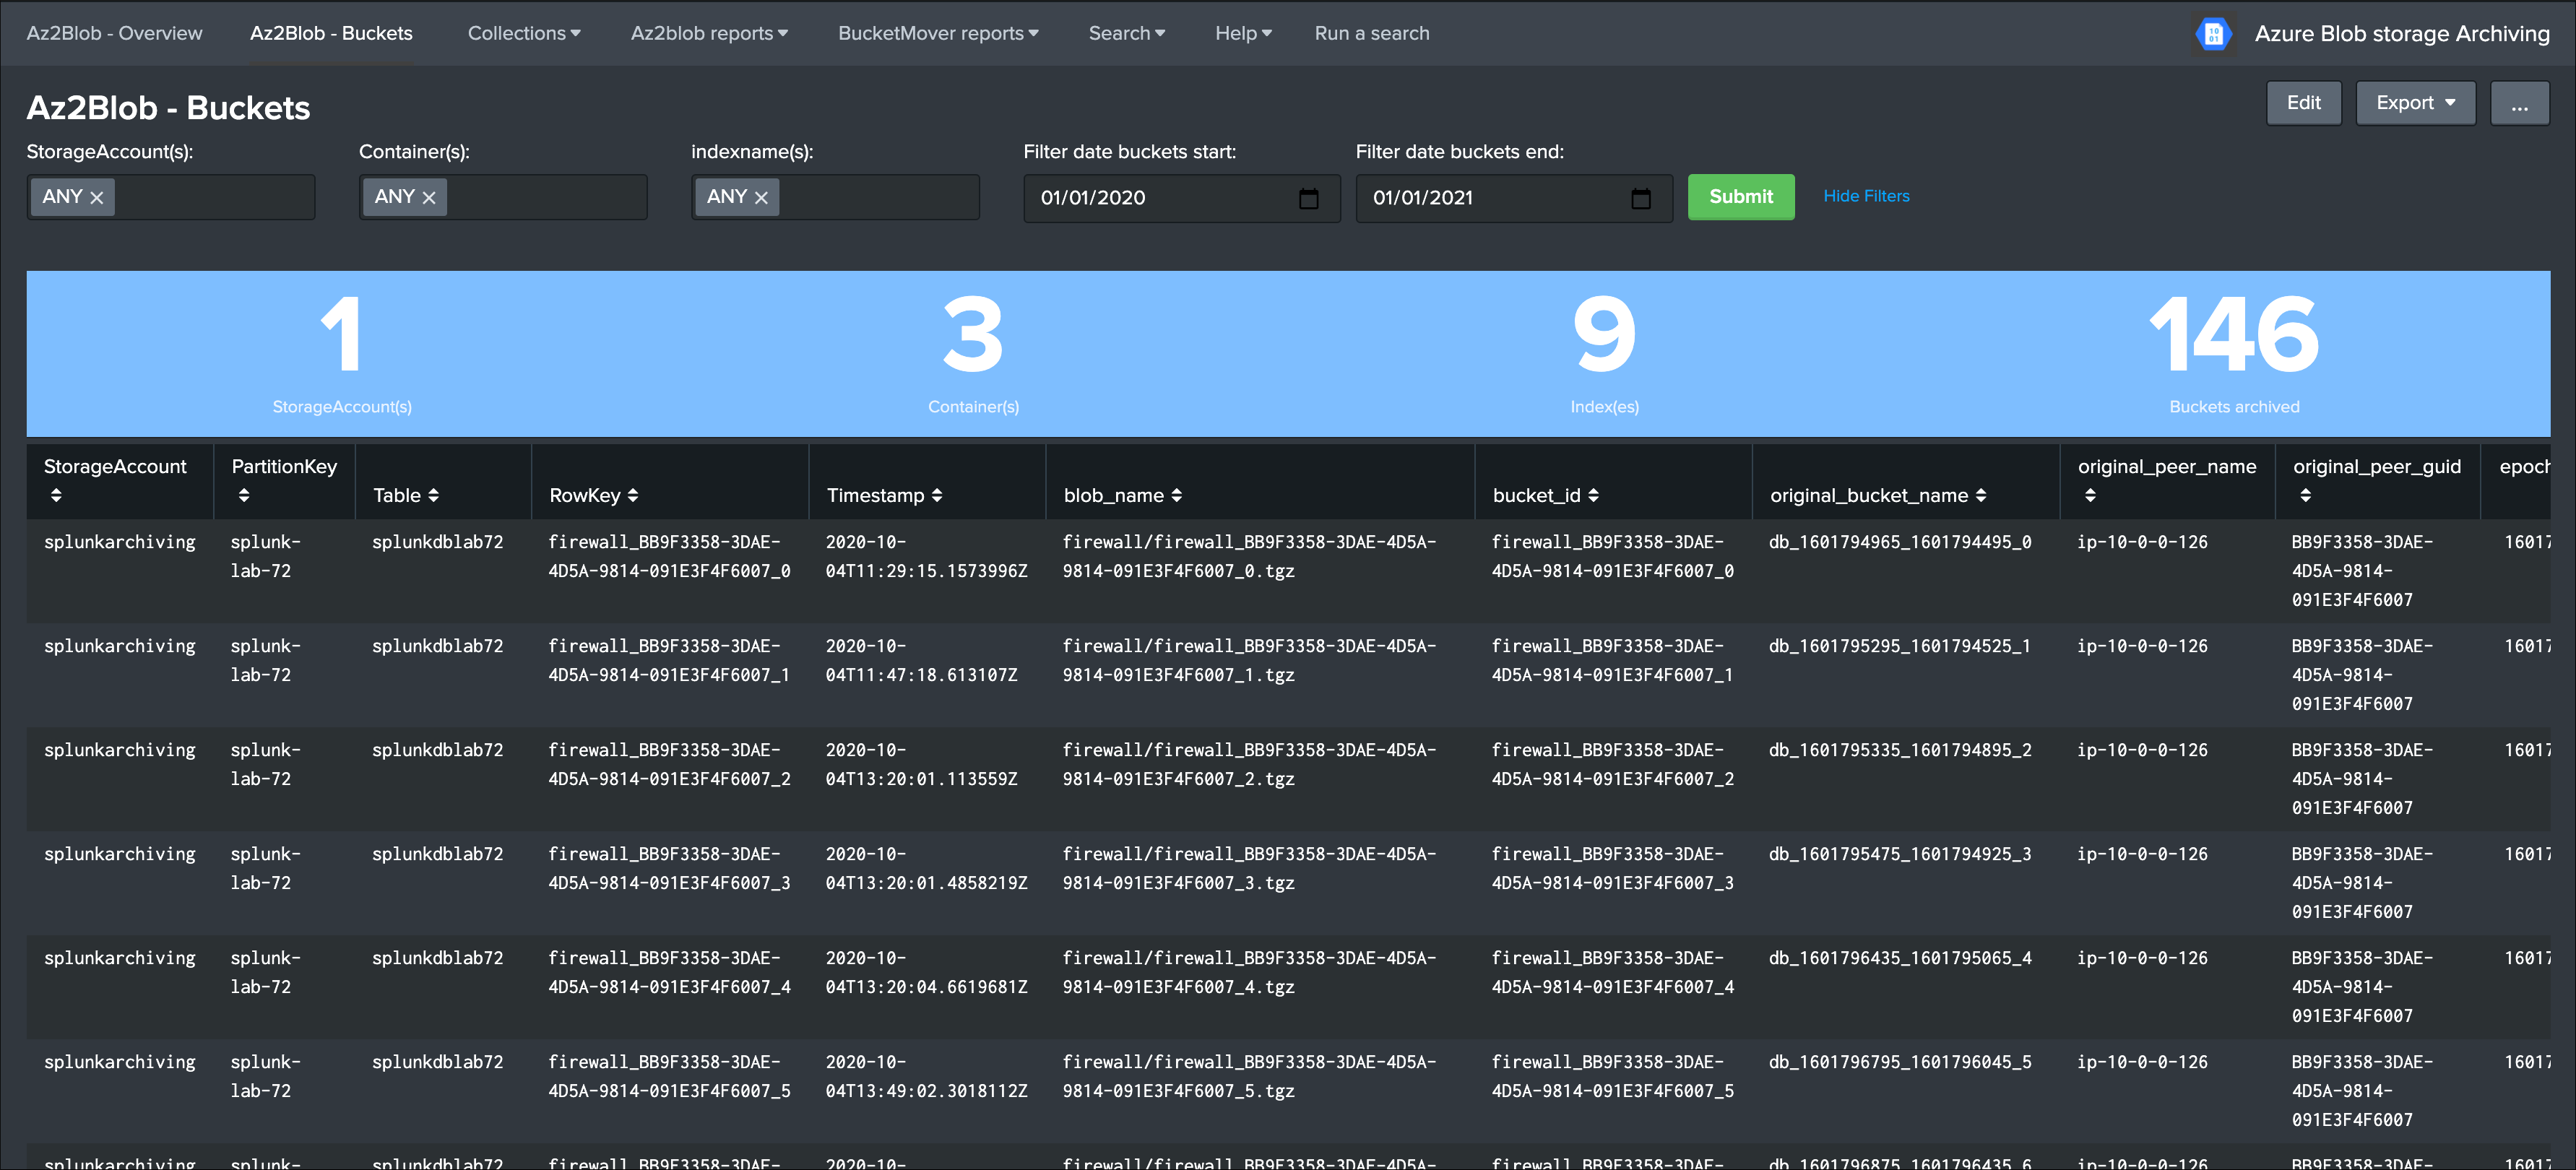 Az2Blob - Overview Az2Blob - Buckets Collections Az2blob reports BucketMover reports Search Help Run a search Azure Blob storage Archiving
Az2Blob - Buckets Edit Export ...
StorageAccount(s): Container(s): indexname(s): Filter date buckets start: Filter date buckets end:
ANY ANY ANY 01/01/2020 01/01/2021 Submit Hide Filters
1 3 9 146
StorageAccount(s) Container(s) Index(es) Buckets archived
StorageAccount PartitionKey Table RowKey Timestamp blob_name bucket_id original_bucket_name original_peer_name original_peer_guid epoch
splunkarchiving splunk- splunkdblab72 firewall_BB9F3358-3DAE- 2020-10- firewall/firewall_BB9F3358-3DAE-4D5A- firewall_BB9F3358-3DAE- db_1601794965_1601794495_0 ip-10-0-0-126 BB9F3358-3DAE- 16017
lab-72 4D5A-9814-091E3F4F6007_0 04T11:29:15.1573996Z 9814-091E3F4F6007_0.tgz 4D5A-9814-091E3F4F6007_0 4D5A-9814-
091E3F4F6007
splunkarchiving splunk- splunkdblab72 firewall_BB9F3358-3DAE- 2020-10- firewall/firewall_BB9F3358-3DAE-4D5A- firewall_BB9F3358-3DAE- db_1601795295_1601794525_1 ip-10-0-0-126 BB9F3358-3DAE- 16017
lab-72 4D5A-9814-091E3F4F6007_1 04T11:47:18.613107Z 9814-091E3F4F6007_1.tgz 4D5A-9814-091E3F4F6007_1 4D5A-9814-
091E3F4F6007
splunkarchiving splunk- splunkdblab72 firewall_BB9F3358-3DAE- 2020-10- firewall/firewall_BB9F3358-3DAE-4D5A- firewall_BB9F3358-3DAE- db_1601795335_1601794895_2 ip-10-0-0-126 BB9F3358-3DAE- 16017
lab-72 4D5A-9814-091E3F4F6007_2 04T13:20:01.113559Z 9814-091E3F4F6007_2.tgz 4D5A-9814-091E3F4F6007_2 4D5A-9814-
091E3F4F6007
splunkarchiving splunk- splunkdblab72 firewall_BB9F3358-3DAE- 2020-10- firewall/firewall_BB9F3358-3DAE-4D5A- firewall_BB9F3358-3DAE- db_1601795475_1601794925_3 ip-10-0-0-126 BB9F3358-3DAE- 16017
lab-72 4D5A-9814-091E3F4F6007_3 04T13:20:01.4858219Z 9814-091E3F4F6007_3.tgz 4D5A-9814-091E3F4F6007_3 4D5A-9814-
091E3F4F6007
splunkarchiving splunk- splunkdblab72 firewall_BB9F3358-3DAE- 2020-10- firewall/firewall_BB9F3358-3DAE-4D5A- firewall_BB9F3358-3DAE- db_1601796435_1601795065_4 ip-10-0-0-126 BB9F3358-3DAE- 16017
lab-72 4D5A-9814-091E3F4F6007_4 04T13:20:04.6619681Z 9814-091E3F4F6007_4.tgz 4D5A-9814-091E3F4F6007_4 4D5A-9814-
091E3F4F6007
splunkarchiving splunk- splunkdblab72 firewall_BB9F3358-3DAE- 2020-10- firewall/firewall_BB9F3358-3DAE-4D5A- firewall_BB9F3358-3DAE- db_1601796795_1601796045_5 ip-10-0-0-126 BB9F3358-3DAE- 16017
lab-72 4D5A-9814-091E3F4F6007_5 04T13:49:02.3018112Z 9814-091E3F4F6007_5.tgz 4D5A-9814-091E3F4F6007_5 4D5A-9814-
091E3F4F6007
splunkarchiving splunk- splunkdblab72 firewall_BB9F3358-3DAE- 2020-10- firewall/firewall_BB9F3358-3DAE-4D5A- firewall_BB9F3358-3DAE- db_1601796875_1601796435_6 ip-10-0-0-126 BB9F3358-3DAE- 16017